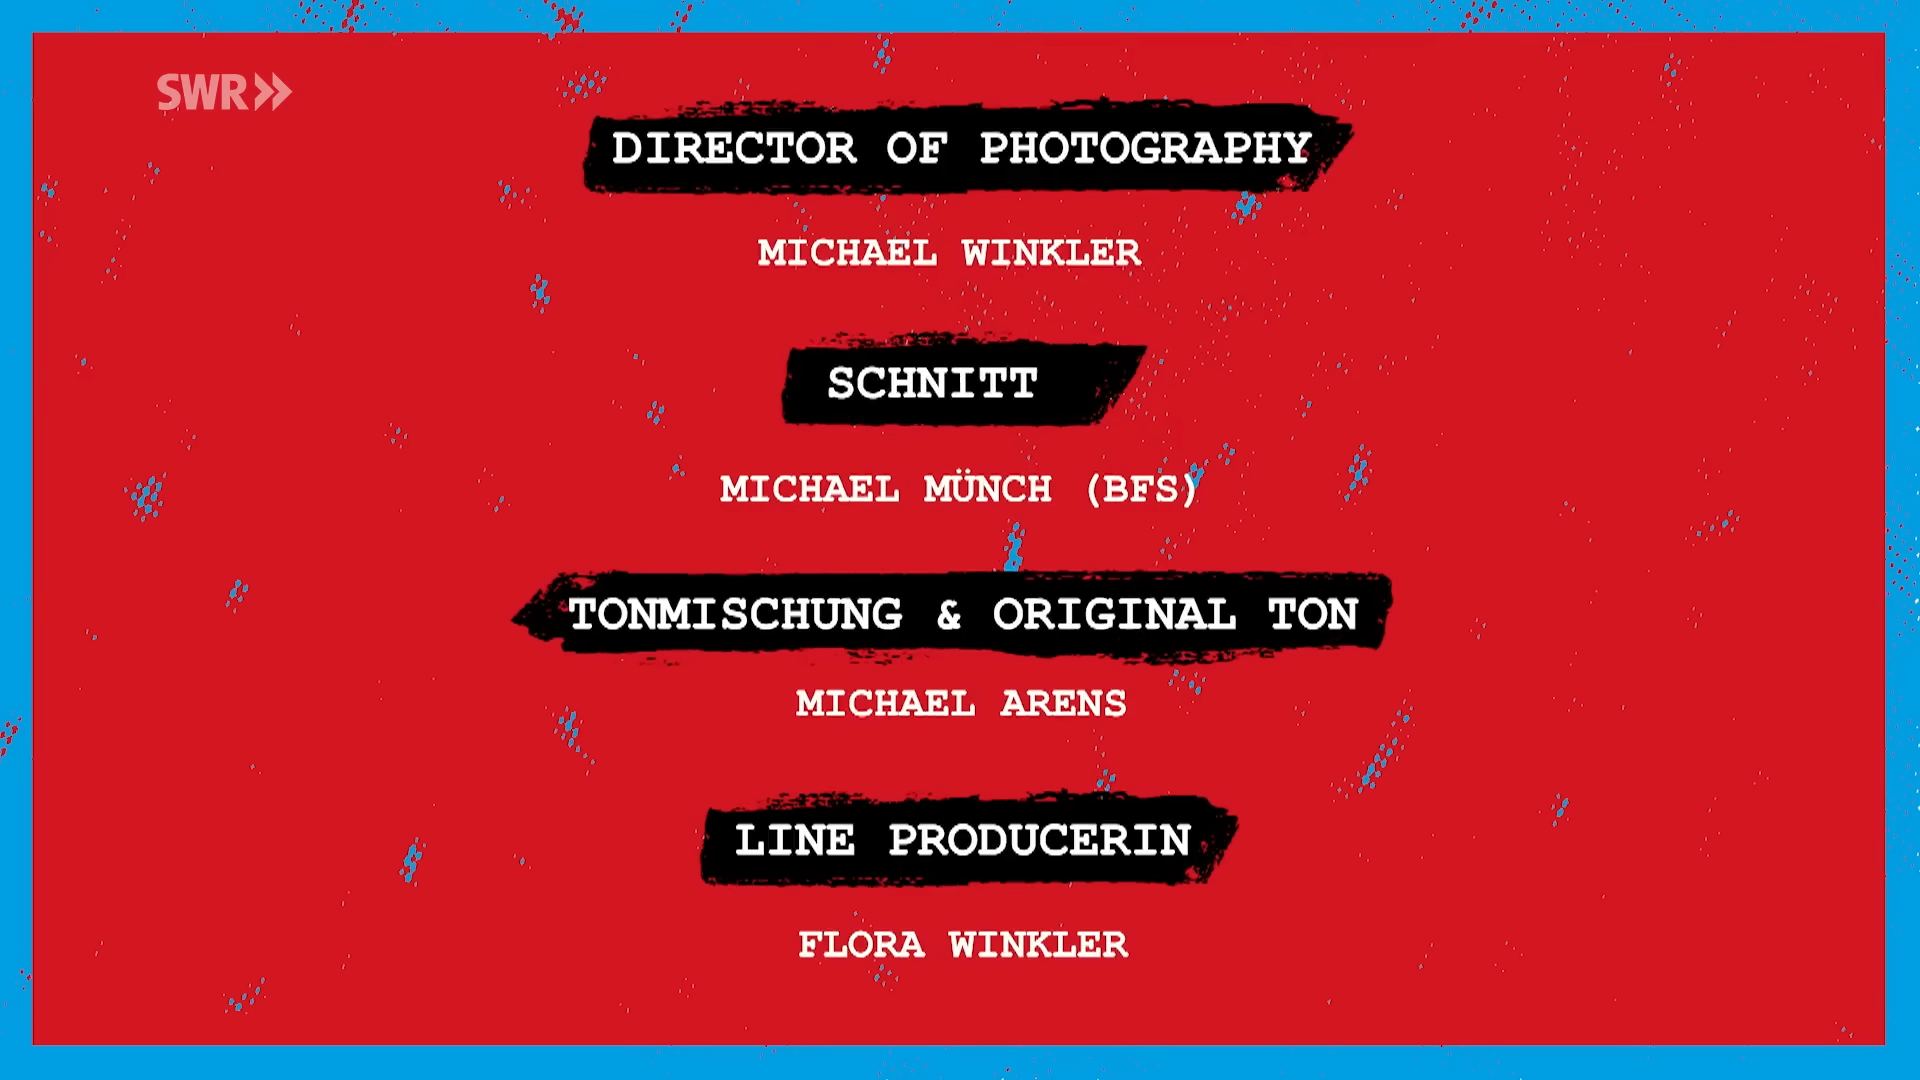 SWR
DIRECTOR OF PHOTOGRAPHY
MICHAEL WINKLER
SCHNITT
MICHAEL MÜNCH (BFS)
TONMISCHUNG & ORIGINAL TON
MICHAEL ARENS
LINE PRODUCERIN
FLORA WINKLER